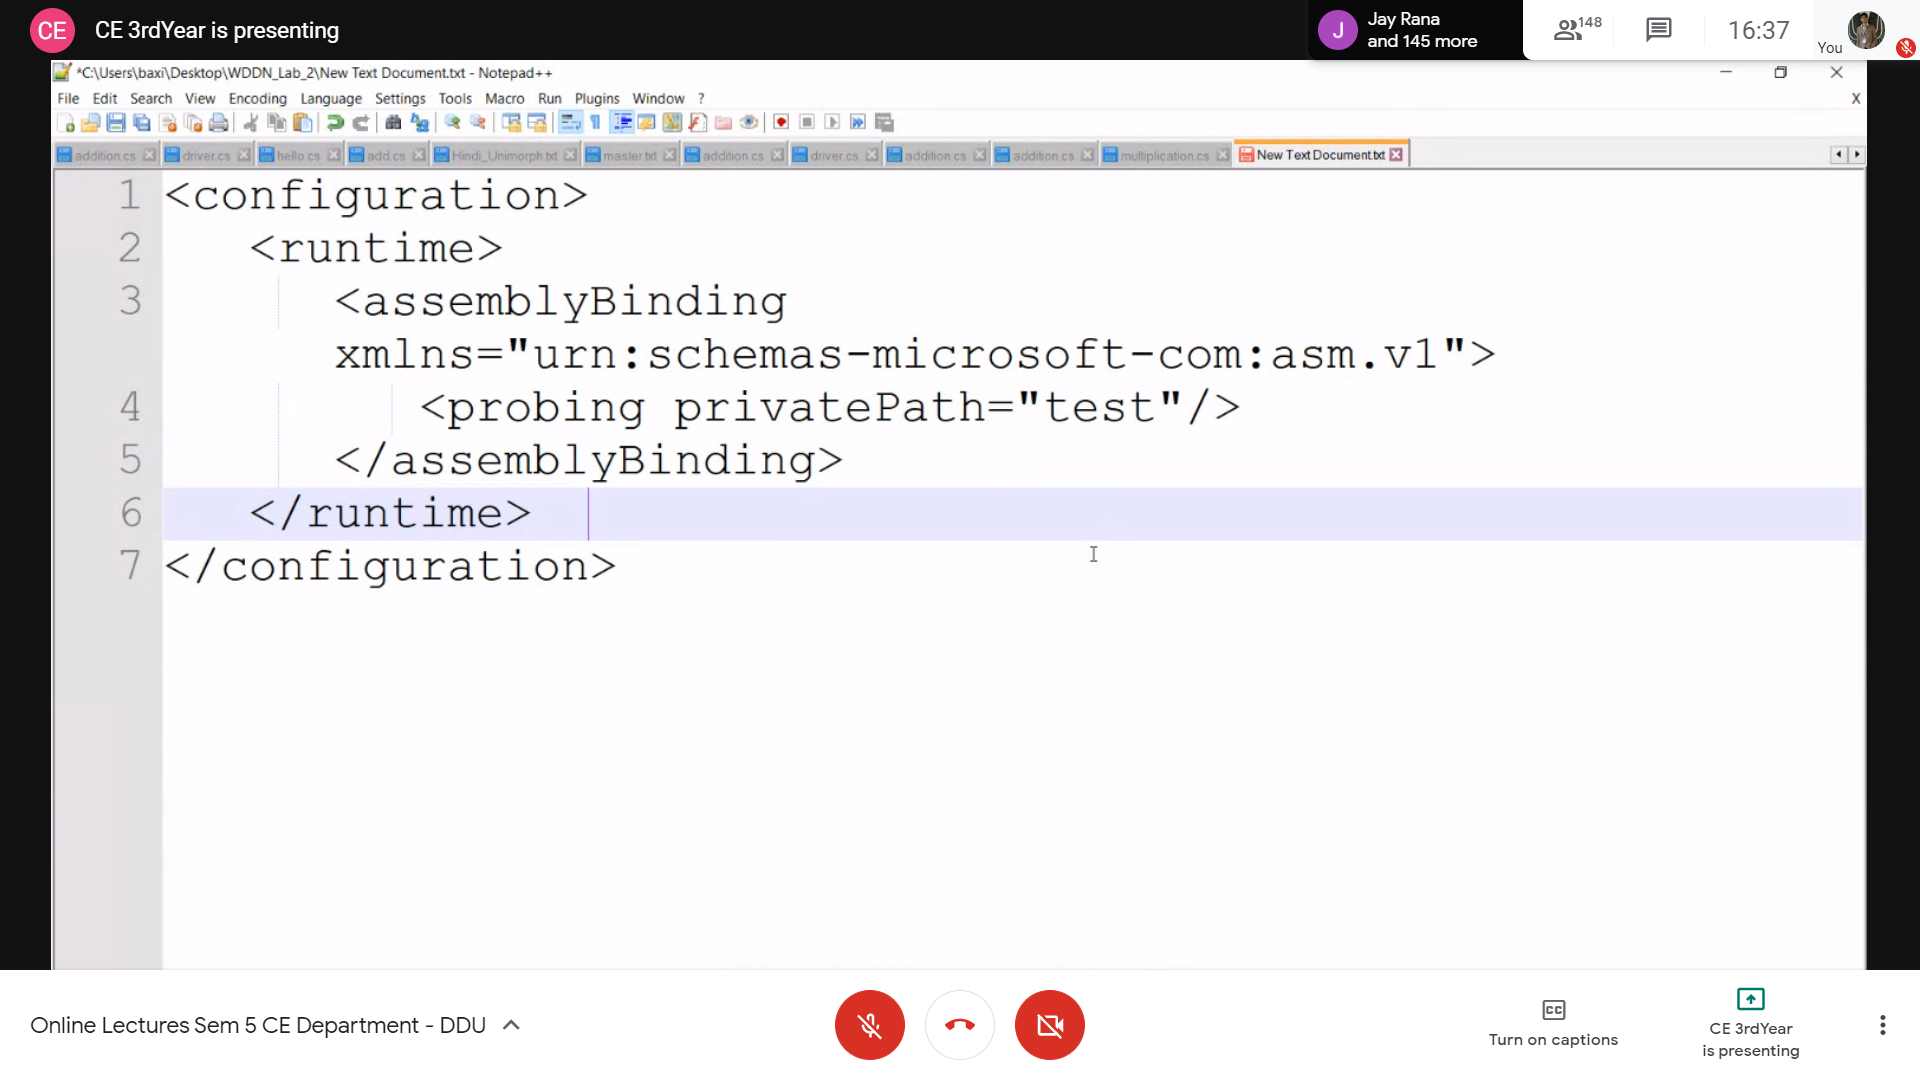 CE CE 3rdYear is presenting
J Jay Rana
and 145 more
148
16:37
You
*C:\Users\baxi\Desktop\WDDN_Lab_2\New Text Document.txt - Notepad++
File Edit Search View Encoding Language Settings Tools Macro Run Plugins Window ? X
addition.cs driver.cs hello.cs add.cs Hindi_Unimorph.txt master.txt addition.cs driver.cs addition.cs addition.cs multiplication.cs New Text Document.txt
1 <configuration>
2 <runtime>
3 <assemblyBinding
xmlns="urn:schemas-microsoft-com:asm.v1">
4 <probing privatePath="test"/>
5 </assemblyBinding>
6 </runtime>
7 </configuration>
Online Lectures Sem 5 CE Department - DDU
CC
Turn on captions
CE 3rdYear
is presenting